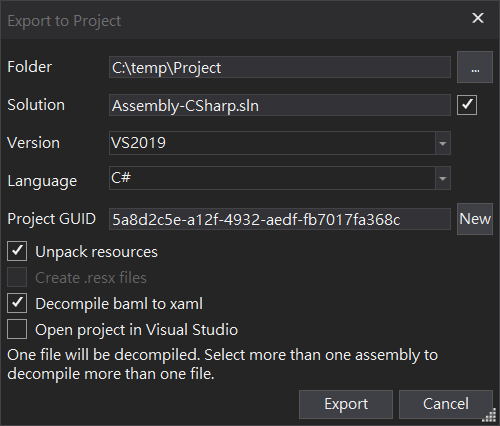 Export to Project
Folder
C:\temp\Project
...
Solution
Assembly-CSharp.sln
Version
VS2019
Language
C#
Project GUID
5a8d2c5e-a12f-4932-aedf-fb7017fa368c
New
Unpack resources
Create .resx files
Decompile baml to xaml
Open project in Visual Studio
One file will be decompiled. Select more than one assembly to
decompile more than one file.
Export
Cancel